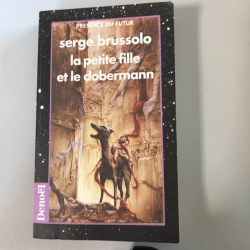 PRÉSENCE DU FUTUR
serge brussolo
la petite fille
et le dobermann
Denoël